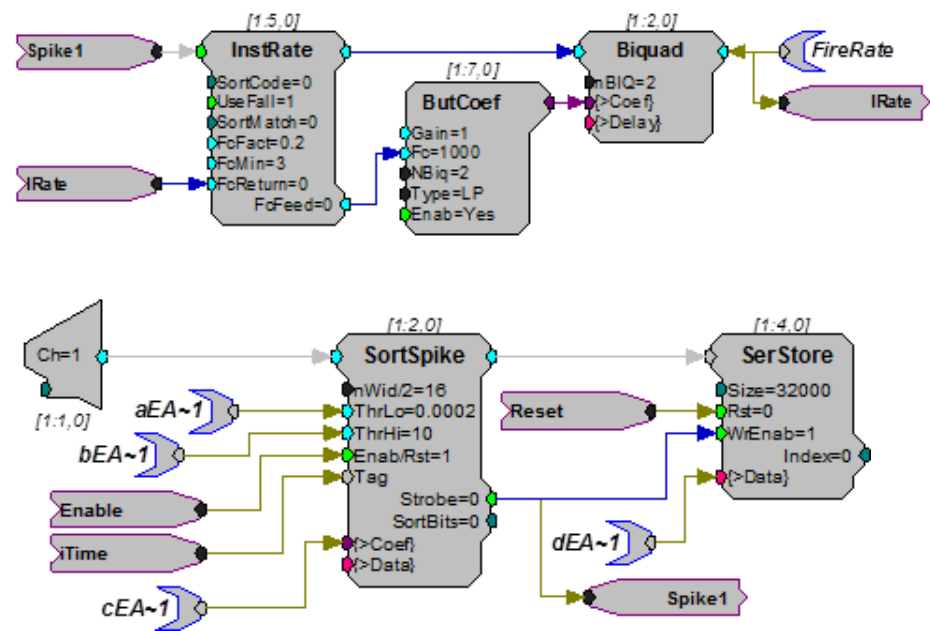 [1:5,0]
Spike1
InstRate
SortCode=0
UseFall=1
SortMatch=0
FcFact=0.2
FcMin=3
FcReturn=0
FcFeed=0
IRate
[1:7,0]
ButCoef
Gain=1
Fc=1000
NBiq=2
Type=LP
Enab=Yes
[1:2,0]
Biquad
nBIQ=2
{>Coef}
{>Delay}
FireRate
IRate
Ch=1
[1:1,0]
[1:2,0]
SortSpike
nWid/2=16
ThrLo=0.0002
ThrHi=10
Enab/Rst=1
Tag
Strobe=0
SortBits=0
{>Coef}
{>Data}
aEA~1
bEA~1
Enable
iTime
cEA~1
[1:4,0]
SerStore
Size=32000
Rst=0
WrEnab=1
Index=0
{>Data}
Reset
dEA~1
Spike1